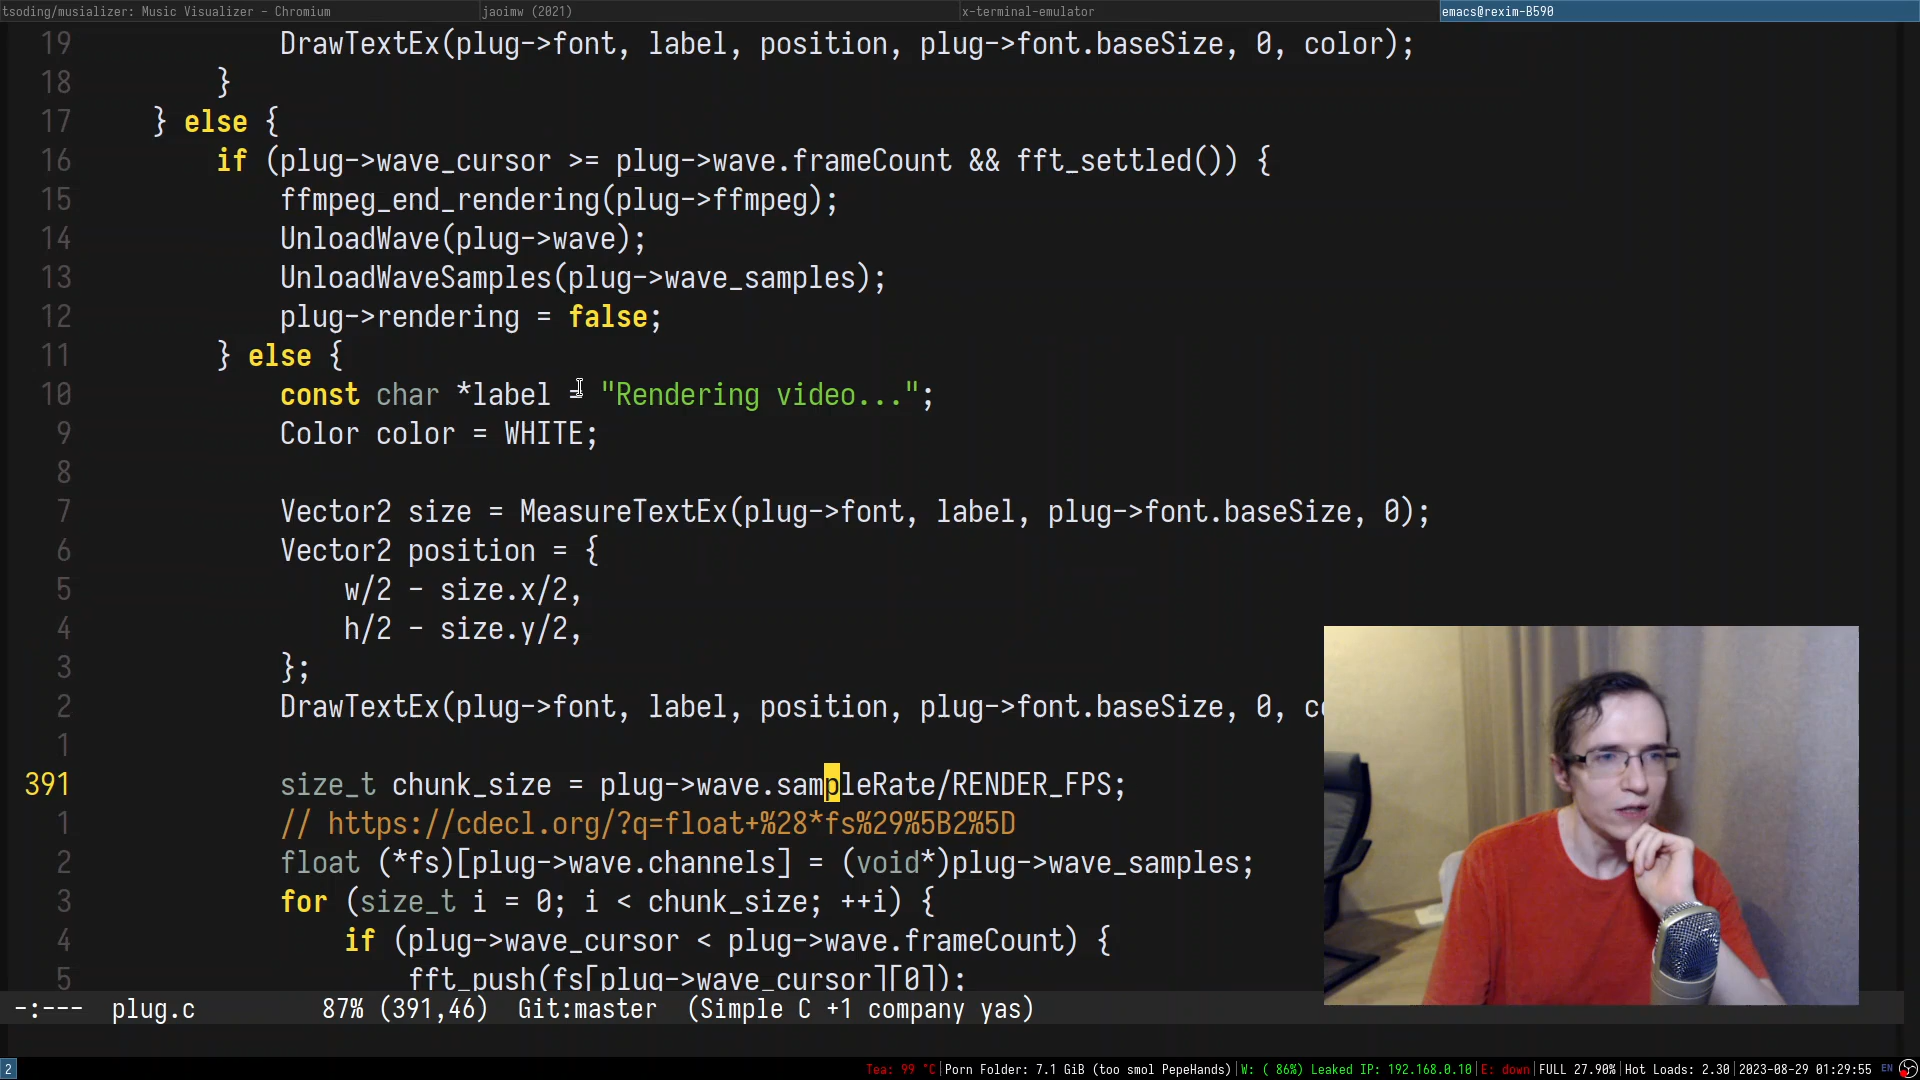 tsoding/musializer: Music Visualizer - Chromium
jaoimw (2021)
x-terminal-emulator
emacs@rexim-B590
19 DrawTextEx(plug->font, label, position, plug->font.baseSize, 0, color);
18 }
17 } else {
16 if (plug->wave_cursor >= plug->wave.frameCount && fft_settled()) {
15 ffmpeg_end_rendering(plug->ffmpeg);
14 UnloadWave(plug->wave);
13 UnloadWaveSamples(plug->wave_samples);
12 plug->rendering = false;
11 } else {
10 const char *label = "Rendering video...";
9 Color color = WHITE;
8
7 Vector2 size = MeasureTextEx(plug->font, label, plug->font.baseSize, 0);
6 Vector2 position = {
5 w/2 - size.x/2,
4 h/2 - size.y/2,
3 };
2 DrawTextEx(plug->font, label, position, plug->font.baseSize, 0, co
1
391 size_t chunk_size = plug->wave.sampleRate/RENDER_FPS;
1 // https://cdecl.org/?q=float+%28*fs%29%5B2%5D
2 float (*fs)[plug->wave.channels] = (void*)plug->wave_samples;
3 for (size_t i = 0; i < chunk_size; ++i) {
4 if (plug->wave_cursor < plug->wave.frameCount) {
5 fft_push(fs[plug->wave_cursor][0]);
-:--- plug.c 87% (391,46) Git:master (Simple C +1 company yas)
2 Tea: 99 °C|Porn Folder: 7.1 GiB (too smol PepeHands)|W: ( 86%) Leaked IP: 192.168.0.10|E: down|FULL 27.90%|Hot Loads: 2.30|2023-08-29 01:29:55 EN